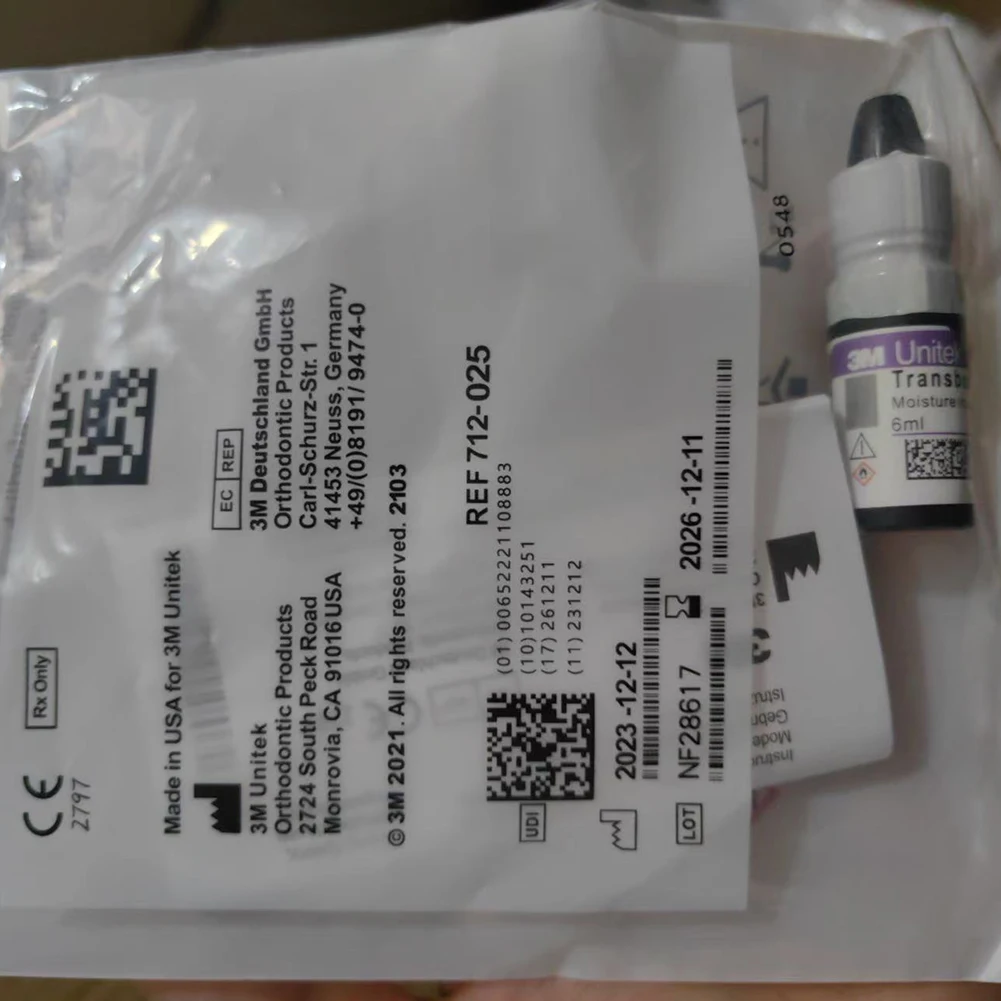 CE
2797
Rx Only
Made in USA for 3M Unitek
3M Unitek
Orthodontic Products
2724 South Peck Road
Monrovia, CA 91016 USA
EC REP
3M Deutschland GmbH
Orthodontic Products
Carl-Schurz-Str. 1
41453 Neuss, Germany
+49/(0)8191/ 9474-0
© 3M 2021. All rights reserved. 2103
REF 712-025
UDI
(01)00652221108883
(10)10143251
(17)261211
(11)231212
2023-12-12
LOT NF28617
2026-12-11
0548
3M Unitek
Moisture
6ml